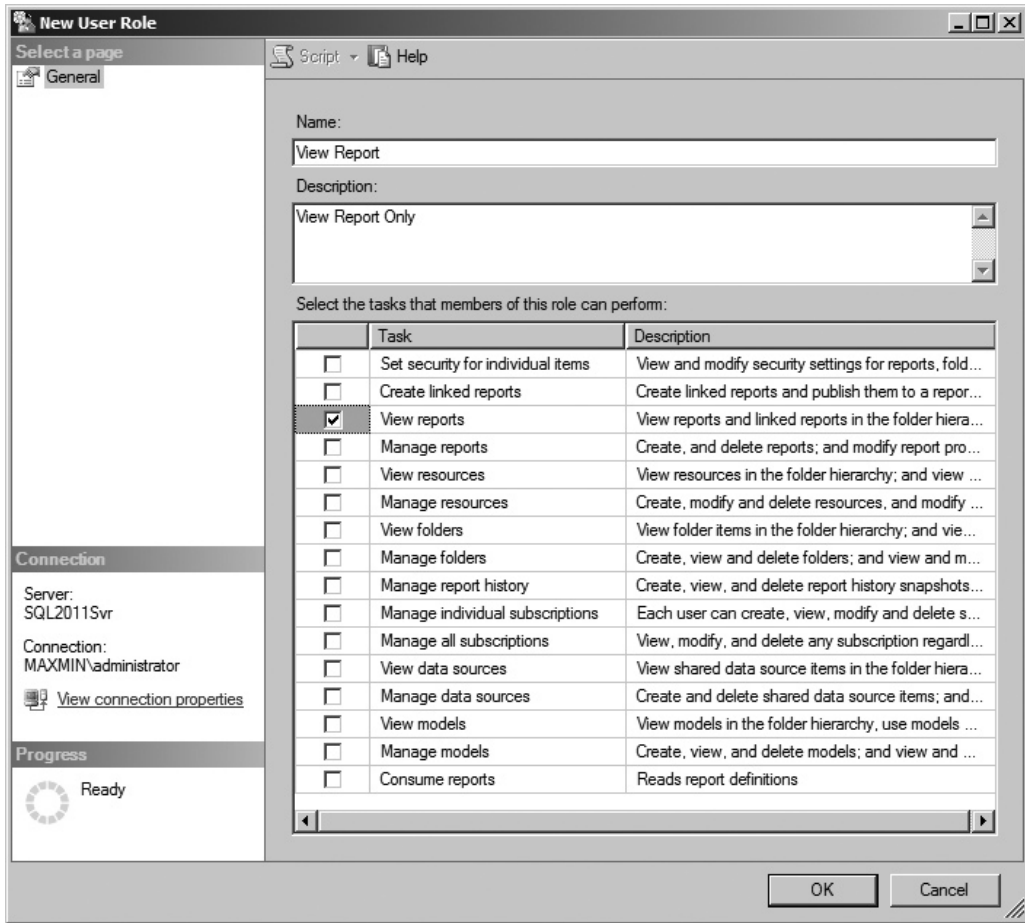 New User Role
Select a page
General
Script Help
Name:
View Report
Description:
View Report Only
Select the tasks that members of this role can perform:
Task Description
Set security for individual items View and modify security settings for reports, fold...
Create linked reports Create linked reports and publish them to a repor...
View reports View reports and linked reports in the folder hiera...
Manage reports Create, and delete reports; and modify report pro...
View resources View resources in the folder hierarchy; and view ...
Manage resources Create, modify and delete resources, and modify ...
View folders View folder items in the folder hierarchy; and vie...
Manage folders Create, view and delete folders; and view and m...
Manage report history Create, view, and delete report history snapshots...
Manage individual subscriptions Each user can create, view, modify and delete s...
Manage all subscriptions View, modify, and delete any subscription regardl...
View data sources View shared data source items in the folder hiera...
Manage data sources Create and delete shared data source items; and...
View models View models in the folder hierarchy, use models ...
Manage models Create, view, and delete models; and view and ...
Consume reports Reads report definitions
Connection
Server:
SQL2011Svr
Connection:
MAXMIN\administrator
View connection properties
Progress
Ready
OK Cancel